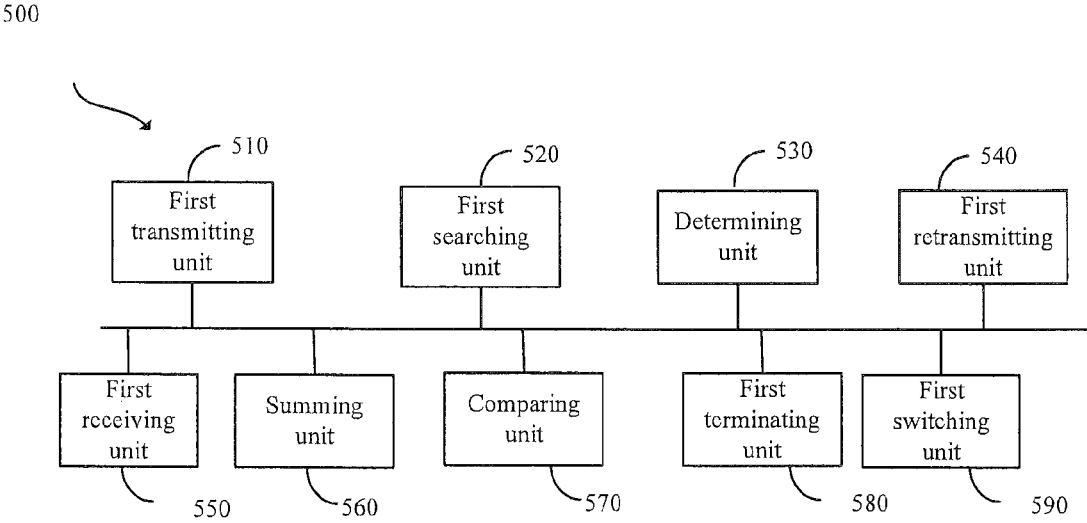 500
510
520
530
540
First
transmitting
unit
First
searching
unit
Determining
unit
First
retransmitting
unit
First
receiving
unit
Summing
unit
Comparing
unit
First
terminating
unit
First
switching
unit
550
560
570
580
590